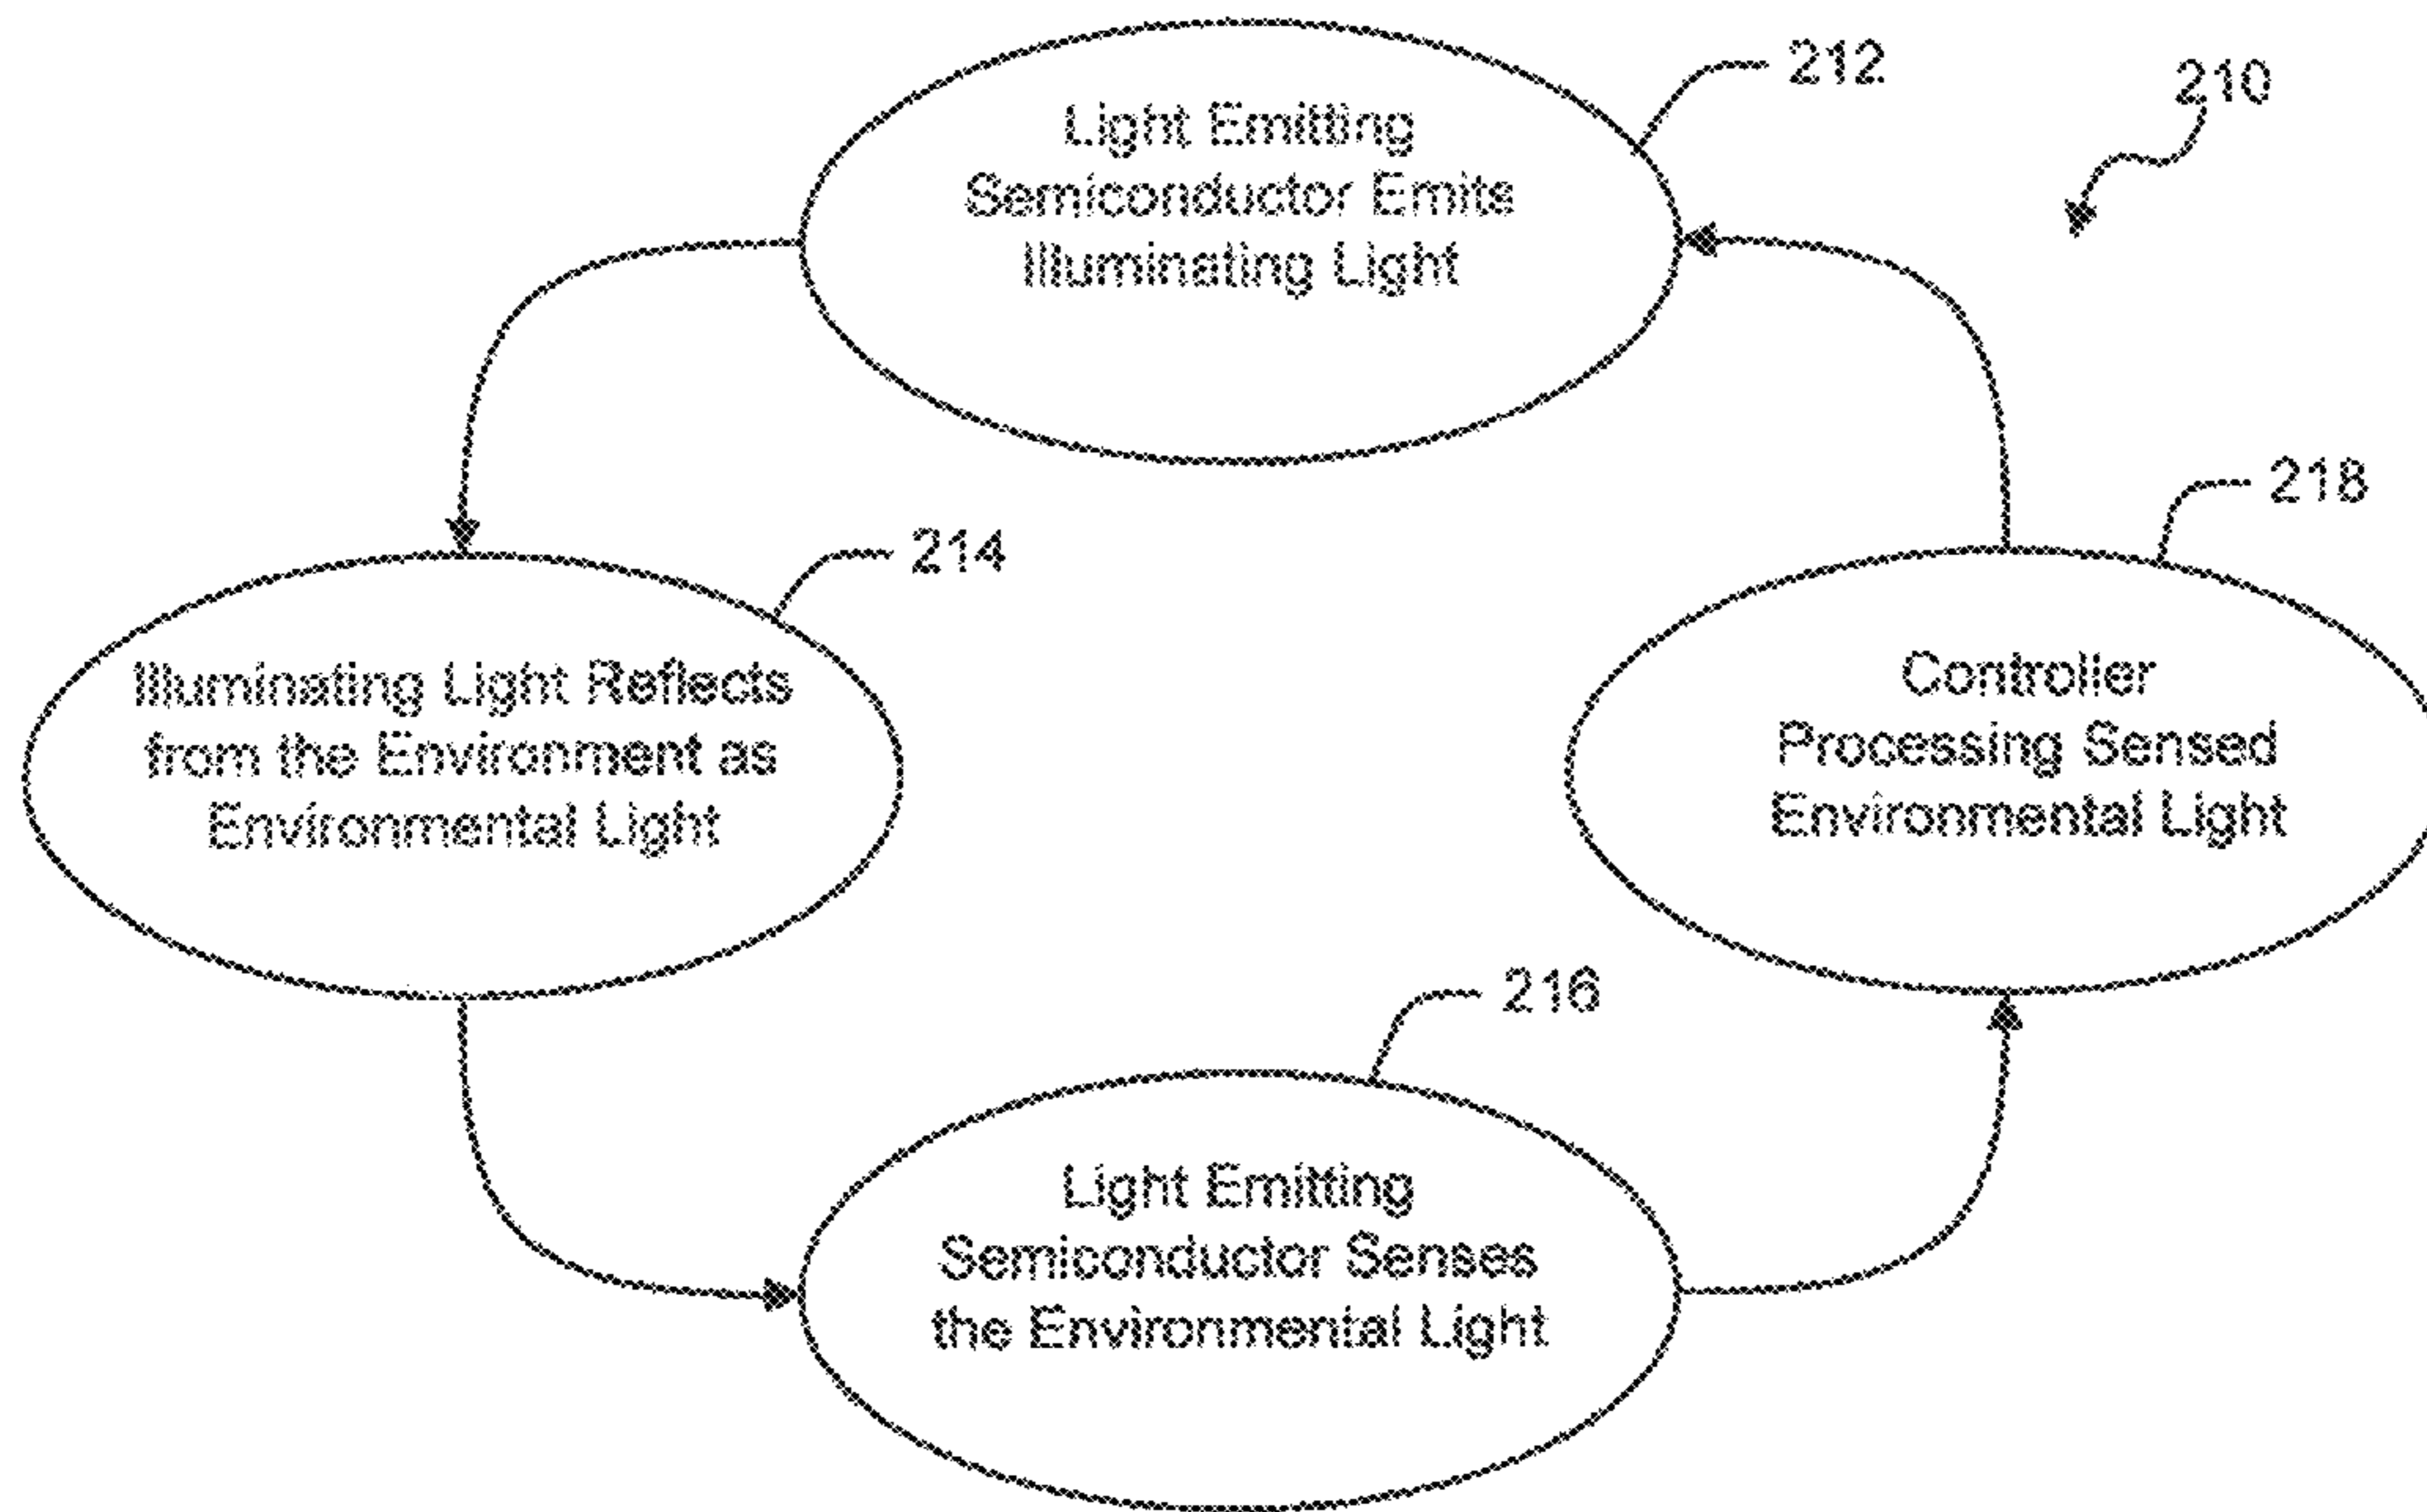 212
210
Light Emitting
Semiconductor Emits
Illuminating Light
218
214
Illuminating Light Reflects
from the Environment as
Environmental Light
Controller
Processing Sensed
Environmental Light
216
Light Emitting
Semiconductor Senses
the Environmental Light